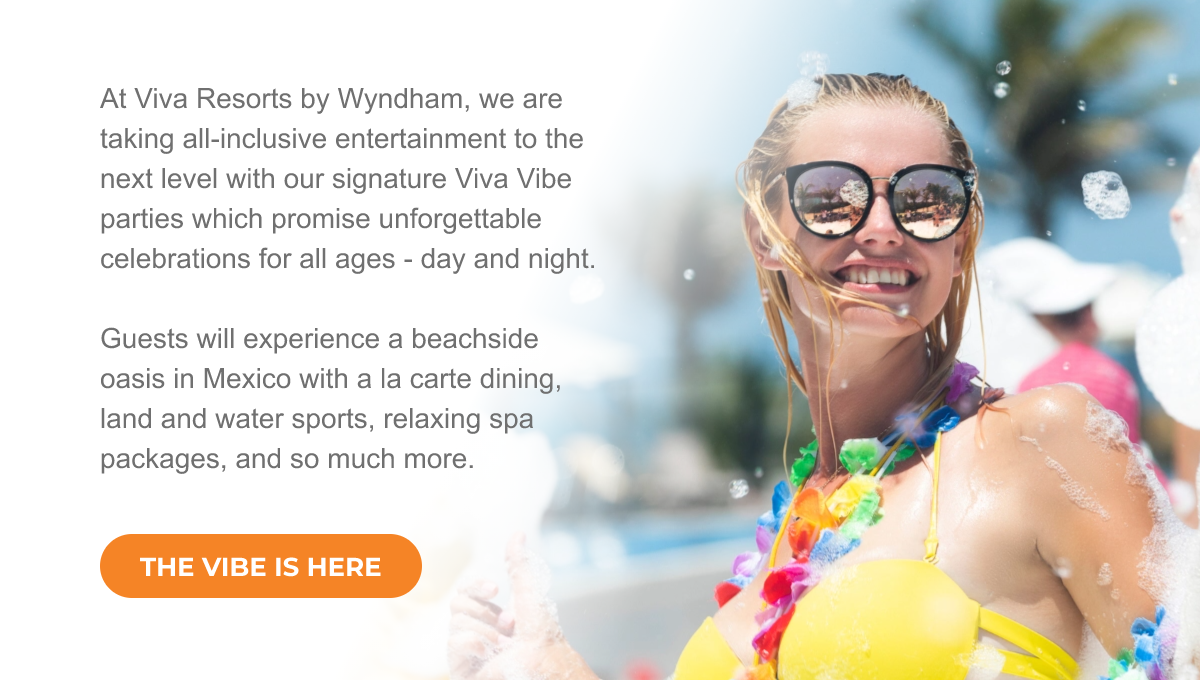 At Viva Resorts by Wyndham, we are
taking all-inclusive entertainment to the
next level with our signature Viva Vibe
parties which promise unforgettable
celebrations for all ages - day and night.
Guests will experience a beachside
oasis in Mexico with a la carte dining,
land and water sports, relaxing spa
packages, and so much more.
THE VIBE IS HERE